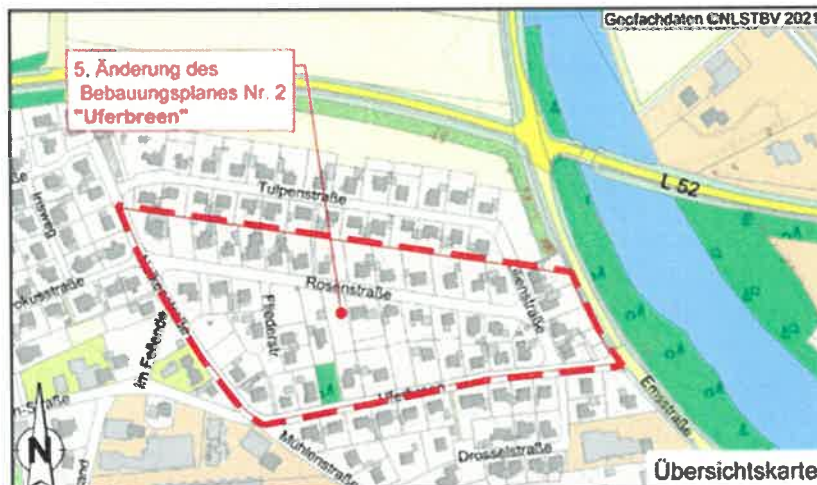 Geofachdaten ©NLSTBV 2021
5. Änderung des
Bebauungsplanes Nr. 2
"Uferbreen"
Tulpenstraße
L 52
Rosenstraße
Fliederstr
Im Fellende
Uferbreen
Mühlenstraße
Drosselstraße
Emsstraße
N
Übersichtskarte